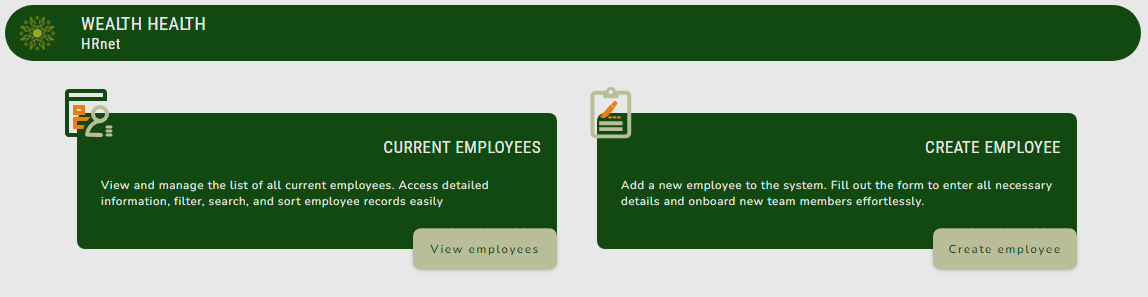 WEALTH HEALTH
HRnet
CURRENT EMPLOYEES
View and manage the list of all current employees. Access detailed
information, filter, search, and sort employee records easily
View employees
CREATE EMPLOYEE
Add a new employee to the system. Fill out the form to enter all necessary
details and onboard new team members effortlessly.
Create employee